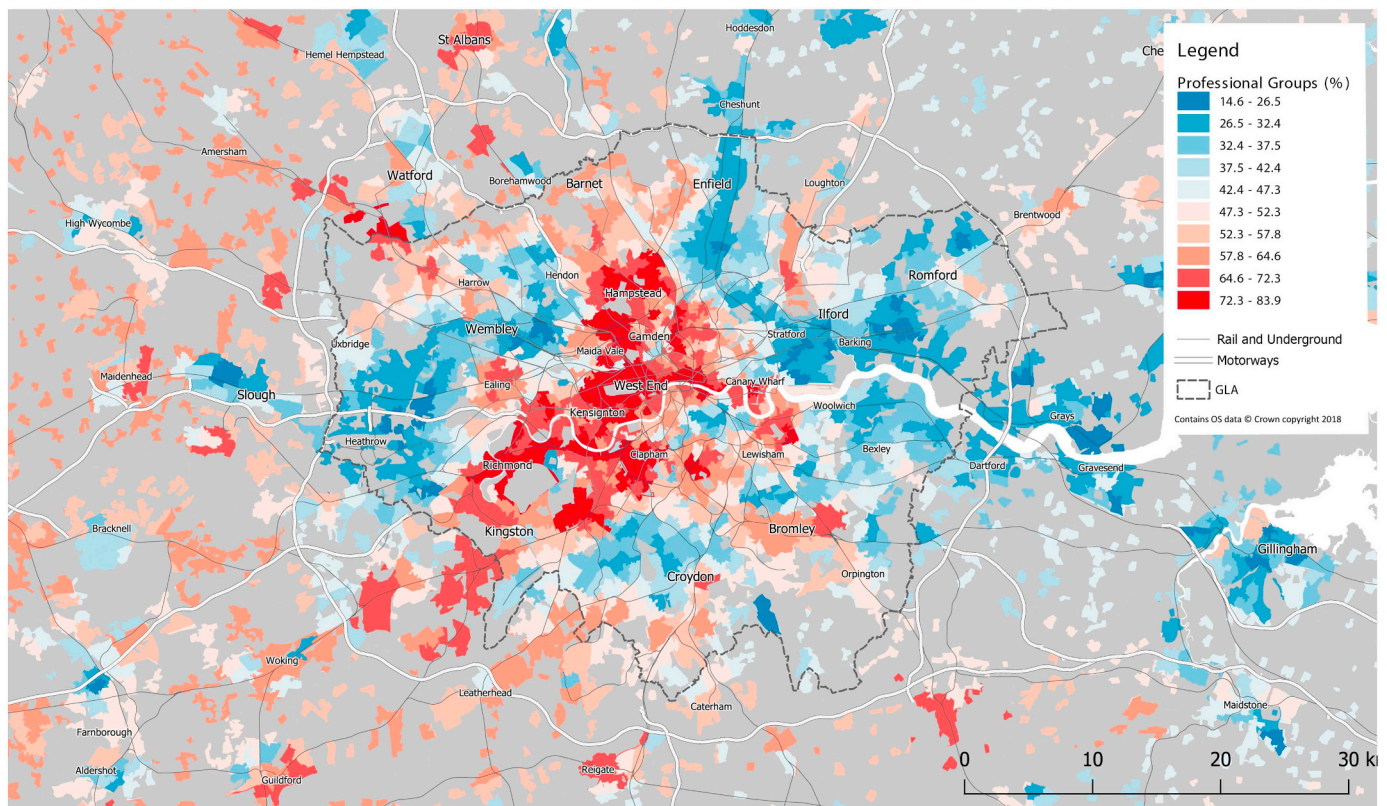 Hoddesdon
St Albans
Hemel Hempstead
Legend
Professional Groups (%)
14.6 - 26.5
26.5 - 32.4
32.4 - 37.5
37.5 - 42.4
42.4 - 47.3
47.3 - 52.3
52.3 - 57.8
57.8 - 64.6
64.6 - 72.3
72.3 - 83.9
Rail and Underground
Motorways
GLA
Contains OS data © Crown copyright 2018
Cheshunt
Amersham
Watford
Borehamwood
Barnet
Enfield
Loughton
Brentwood
High Wycombe
Hendon
Harrow
Romford
Hampstead
Ilford
Wembley
Camden
Stratford
Barking
Uxbridge
Maida Vale
Maidenhead
Slough
Ealing
West End
Canary Wharf
Kensignton
Woolwich
Grays
Heathrow
Clapham
Lewisham
Bexley
Richmond
Dartford
Gravesend
Bracknell
Kingston
Bromley
Gillingham
Croydon
Orpington
Woking
Leatherhead
Caterham
Maidstone
Farnborough
Aldershot
Guildford
Reigate
0 10 20 30